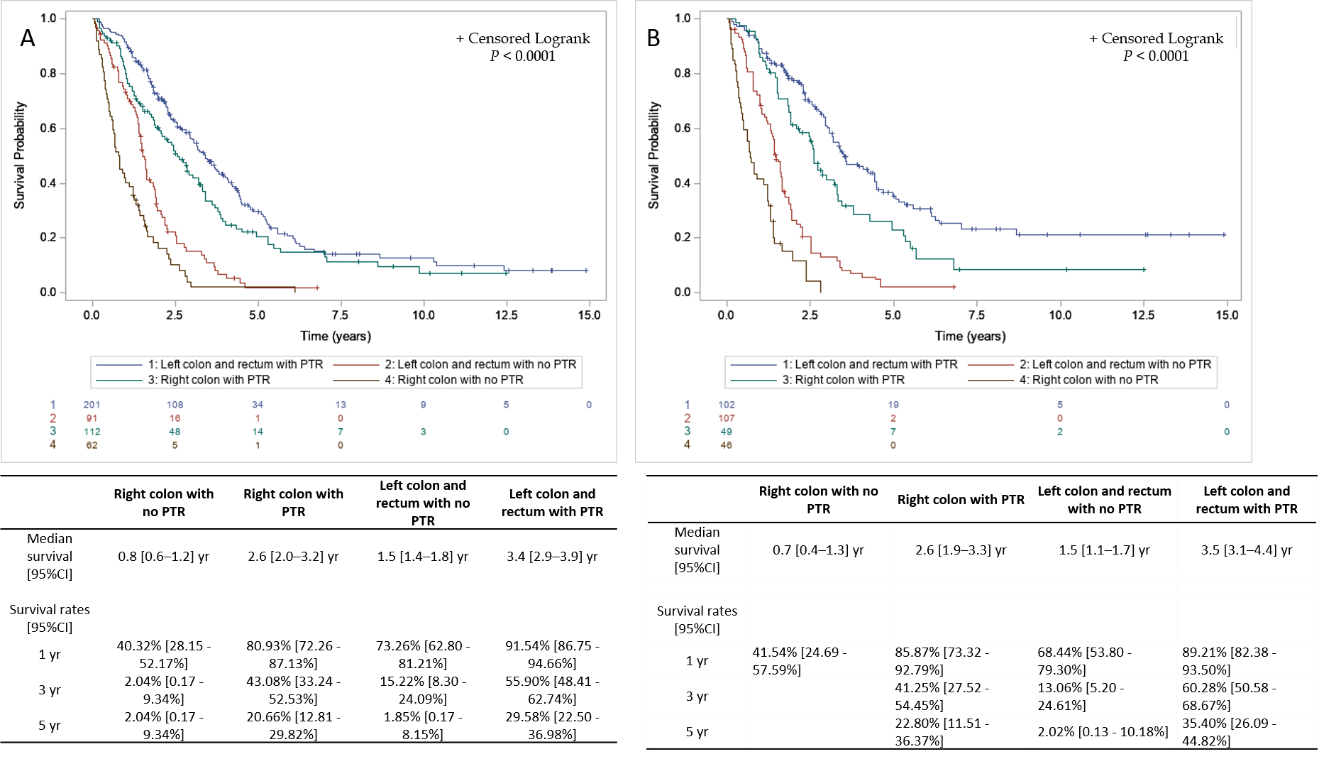 A
+ Censored Logrank
P < 0.0001
Survival Probability
1.0
0.8
0.6
0.4
0.2
0.0
0.0 2.5 5.0 7.5 10.0 12.5 15.0
Time (years)
1: Left colon and rectum with PTR 2: Left colon and rectum with no PTR
3: Right colon with PTR 4: Right colon with no PTR
1 201 108 34 13 9 5 0
2 91 16 1 0
3 112 48 14 7 3 0
4 62 5 1 0
B
+ Censored Logrank
P < 0.0001
Survival Probability
1.0
0.8
0.6
0.4
0.2
0.0
0.0 2.5 5.0 7.5 10.0 12.5 15.0
Time (years)
1: Left colon and rectum with PTR 2: Left colon and rectum with no PTR
3: Right colon with PTR 4: Right colon with no PTR
1 102 19 5 0
2 107 2 0
3 49 7 2 0
4 46 0
Right colon with
no PTR
Right colon with
PTR
Left colon and
rectum with no
PTR
Left colon and
rectum with PTR
Median
survival
[95%CI]
0.8 [0.6–1.2] yr 2.6 [2.0–3.2] yr 1.5 [1.4–1.8] yr 3.4 [2.9–3.9] yr
Survival rates
[95%CI]
1 yr
40.32% [28.15 -
52.17%]
80.93% [72.26 -
87.13%]
73.26% [62.80 -
81.21%]
91.54% [86.75 -
94.66%]
3 yr
2.04% [0.17 -
9.34%]
43.08% [33.24 -
52.53%]
15.22% [8.30 -
24.09%]
55.90% [48.41 -
62.74%]
5 yr
2.04% [0.17 -
9.34%]
20.66% [12.81 -
29.82%]
1.85% [0.17 -
8.15%]
29.58% [22.50 -
36.98%]
Right colon with no
PTR
Right colon with PTR
Left colon and rectum
with no PTR
Left colon and
rectum with PTR
Median
survival
[95%CI]
0.7 [0.4–1.3] yr 2.6 [1.9–3.3] yr 1.5 [1.1–1.7] yr 3.5 [3.1–4.4] yr
Survival rates
[95%CI]
1 yr
41.54% [24.69 -
57.59%]
85.87% [73.32 -
92.79%]
68.44% [53.80 -
79.30%]
89.21% [82.38 -
93.50%]
3 yr
41.25% [27.52 -
54.45%]
13.06% [5.20 -
24.61%]
60.28% [50.58 -
68.67%]
5 yr
22.80% [11.51 -
36.37%]
2.02% [0.13 - 10.18%]
35.40% [26.09 -
44.82%]